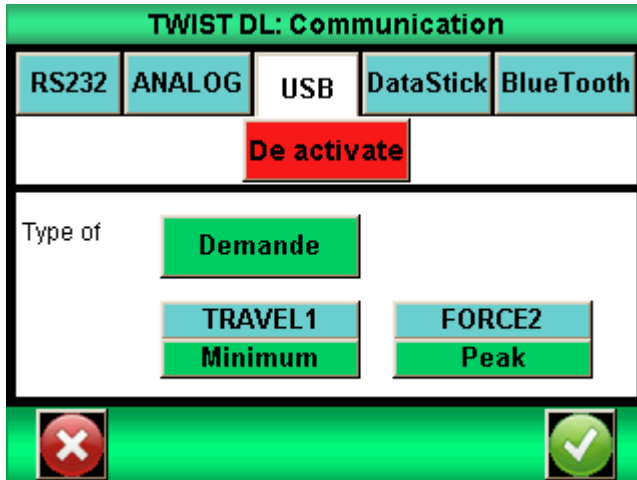 TWIST DL: Communication
RS232 ANALOG USB DataStick BlueTooth
De activate
Type of Demande
TRAVEL1 FORCE2
Minimum Peak